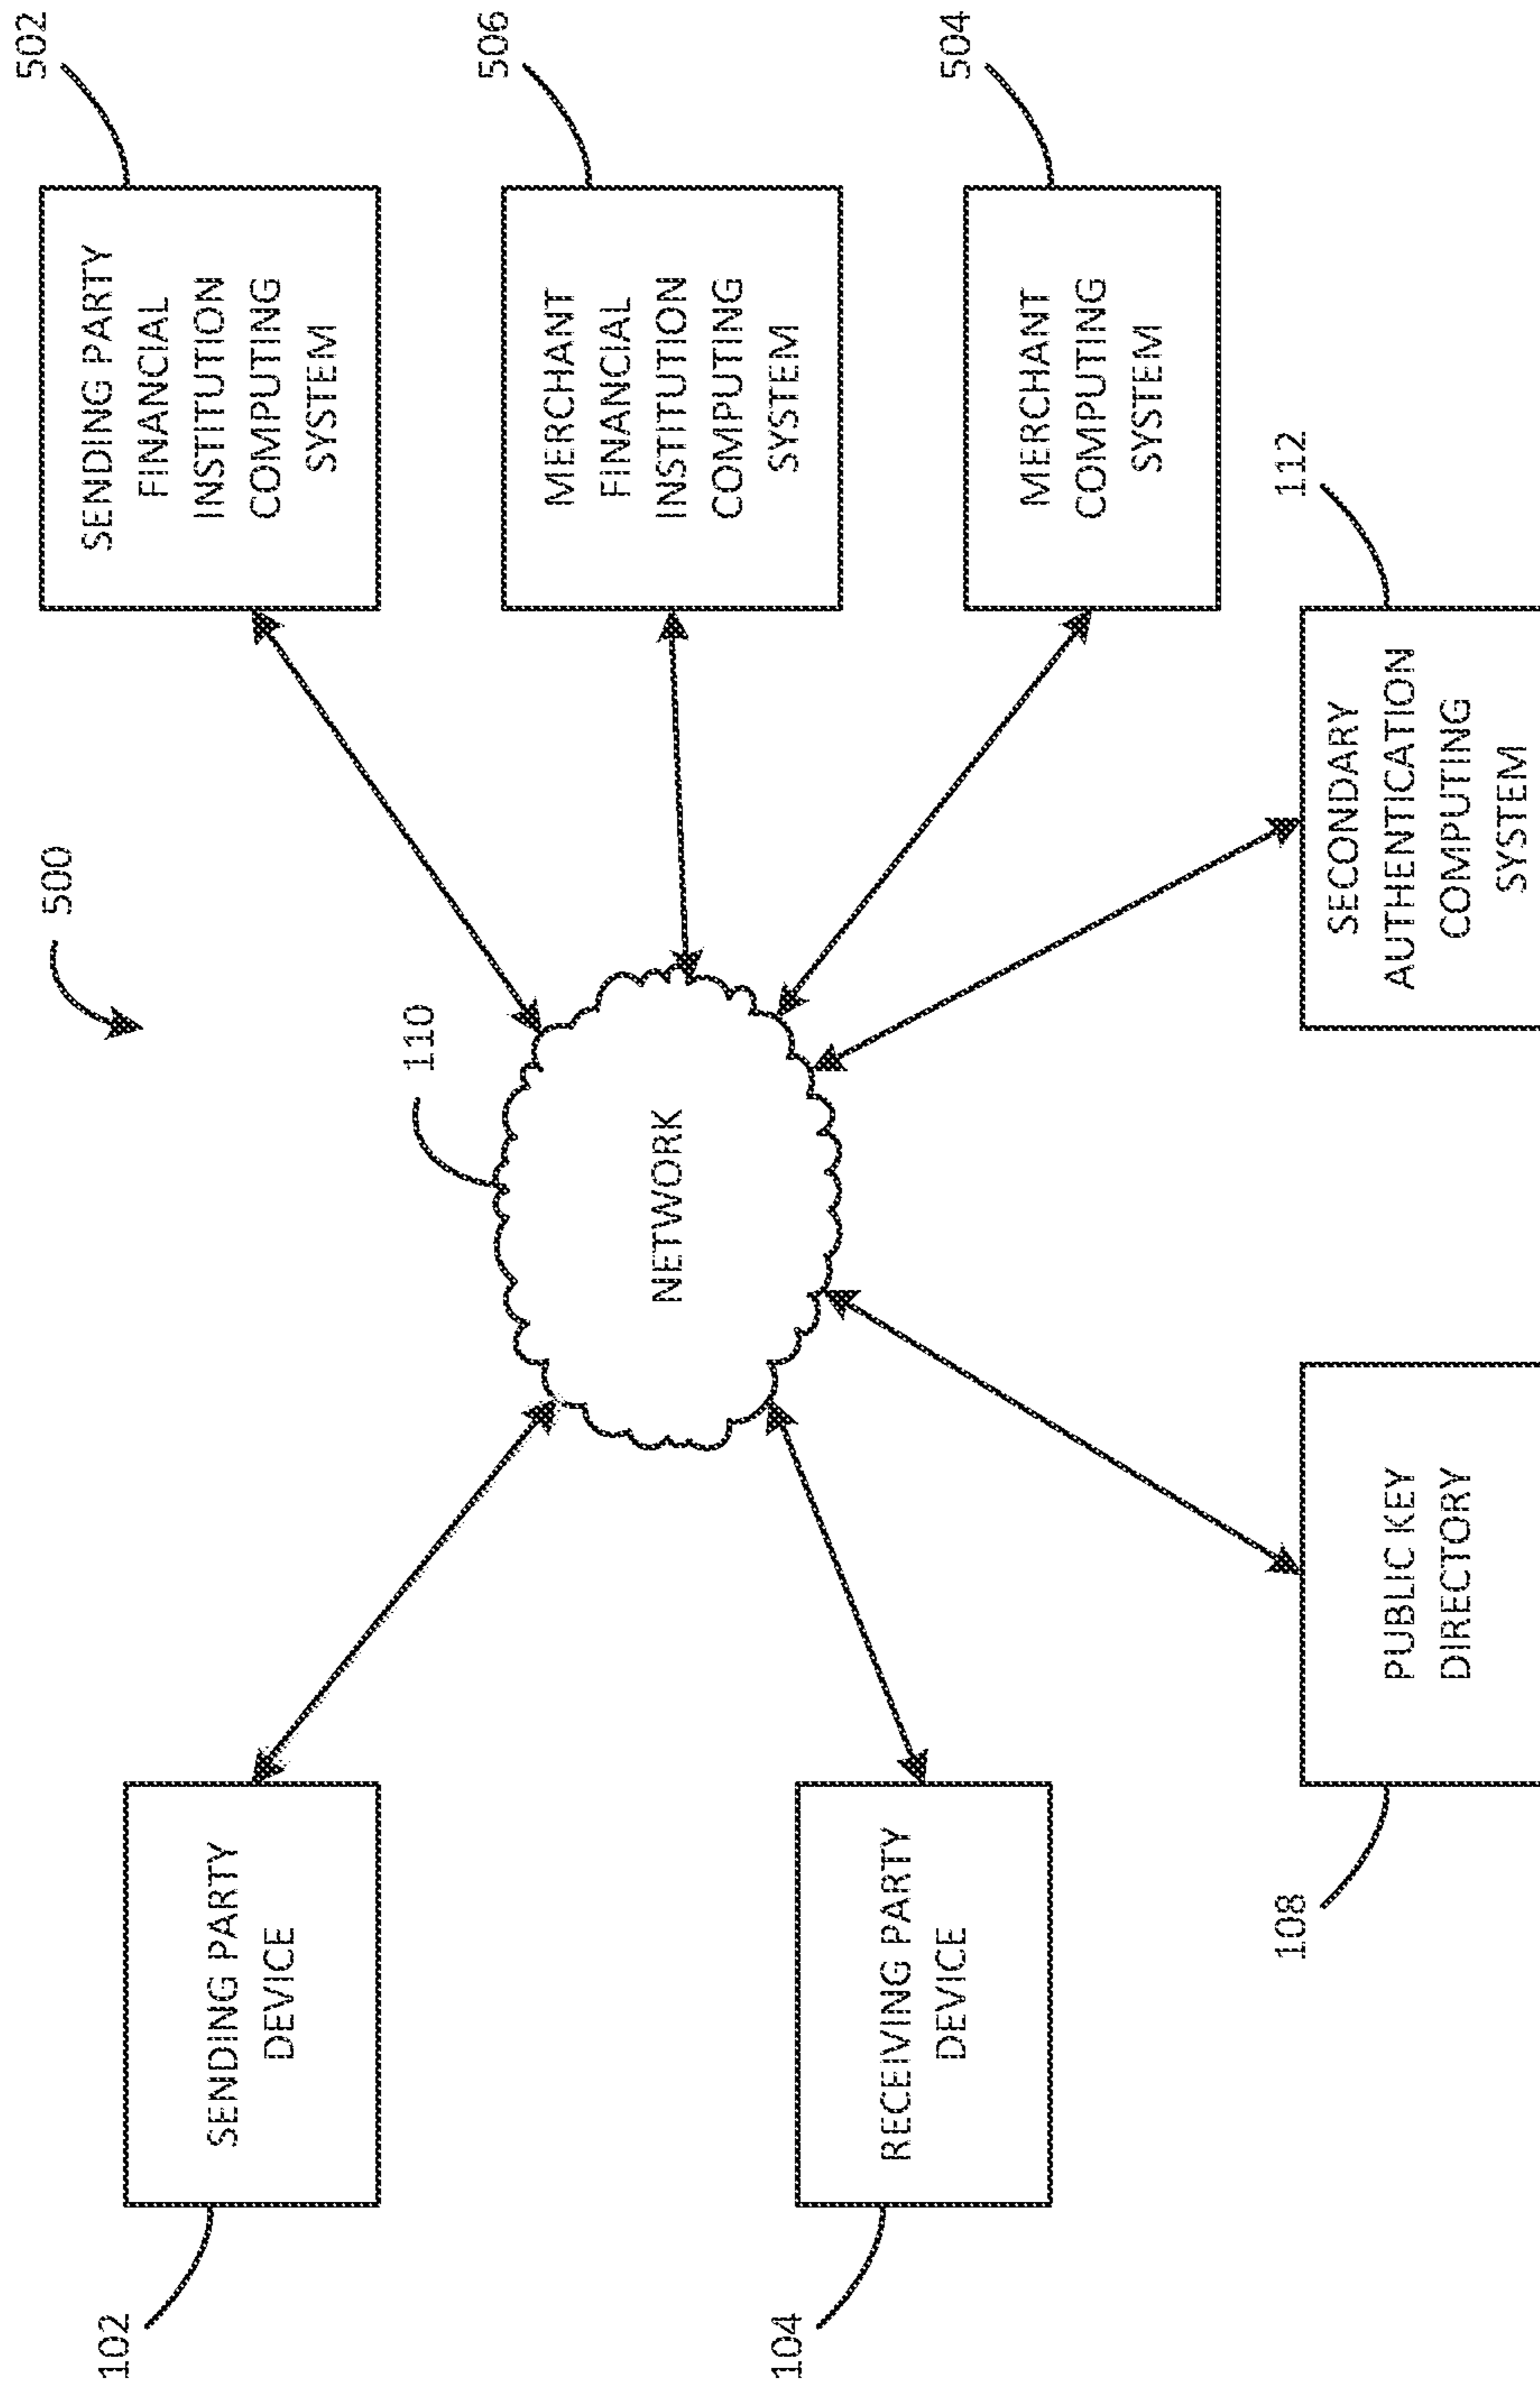 500
102
SENDING PARTY
DEVICE
104
RECEIVING PARTY
DEVICE
108
PUBLIC KEY
DIRECTORY
110
NETWORK
502
SENDING PARTY
FINANCIAL
INSTITUTION
COMPUTING
SYSTEM
506
MERCHANT
FINANCIAL
INSTITUTION
COMPUTING
SYSTEM
504
MERCHANT
COMPUTING
SYSTEM
112
SECONDARY
AUTHENTICATION
COMPUTING
SYSTEM